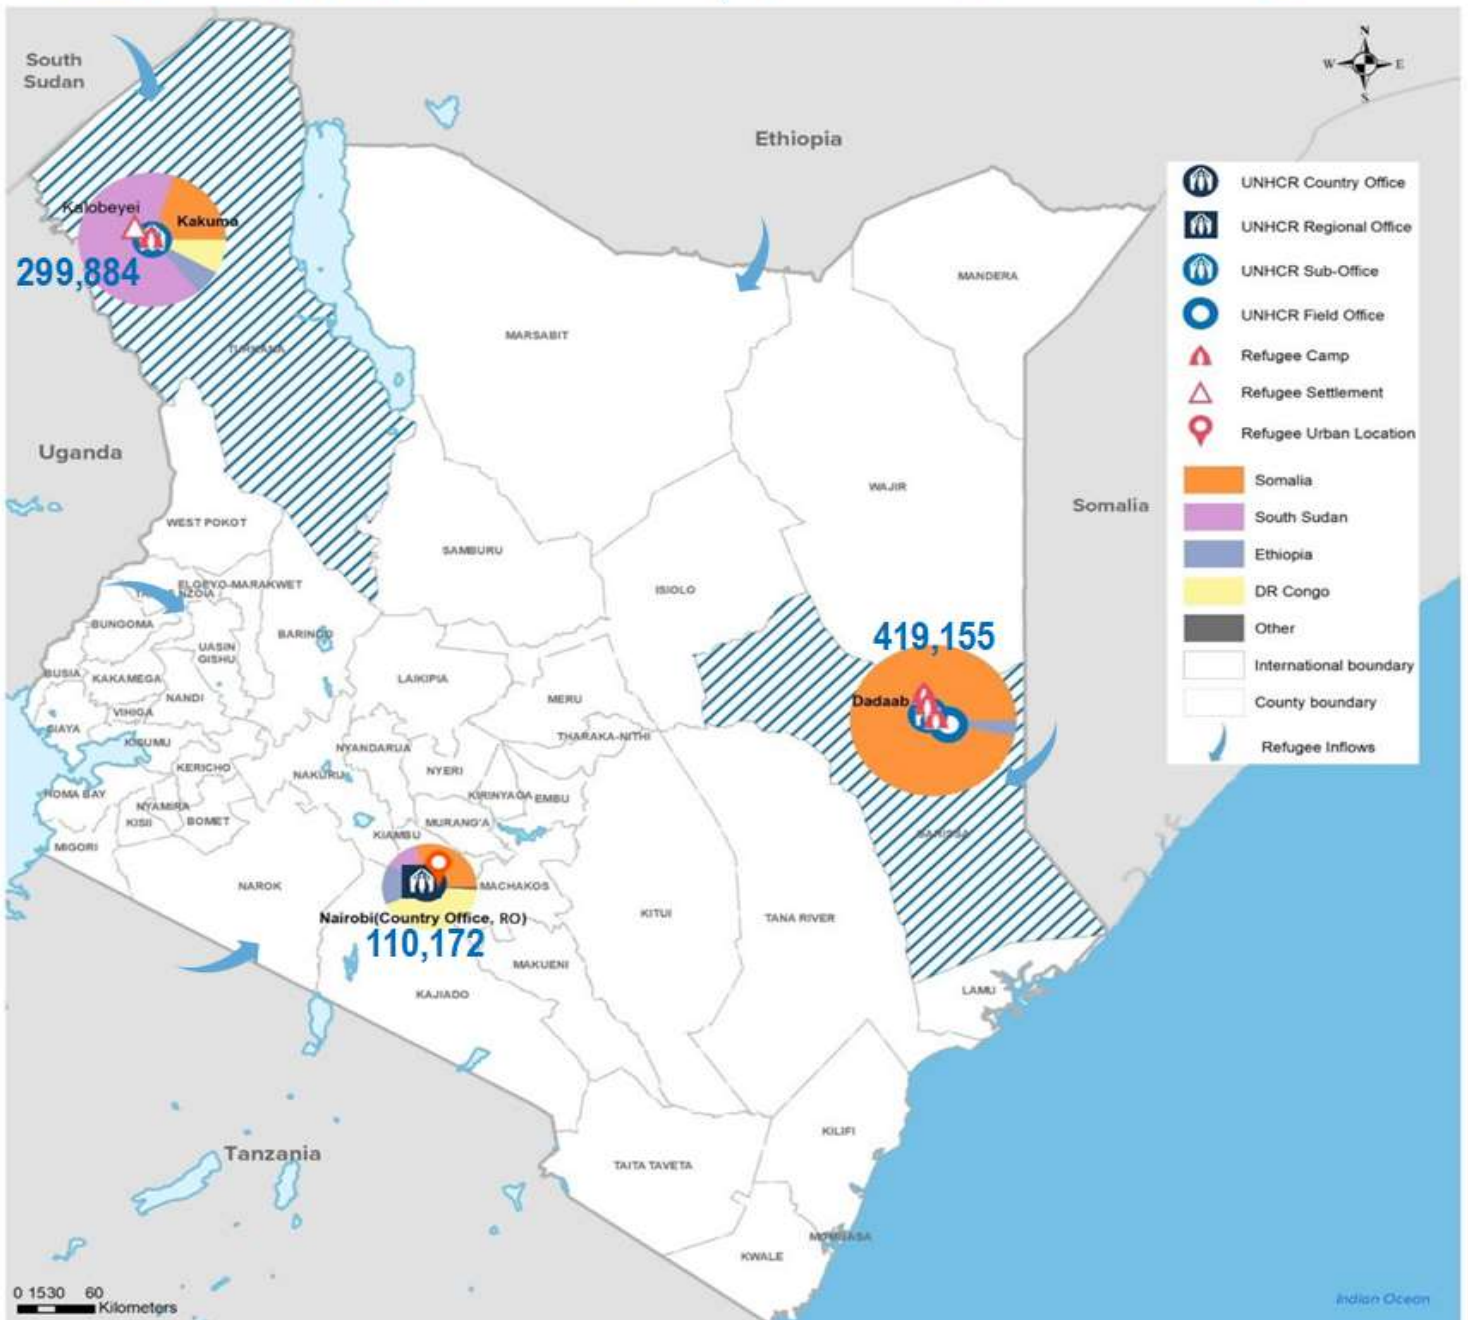 South
Sudan
Ethiopia
N
W
E
S
Kalobeyei
Kakuma
299,884
TURKANA
MARSABIT
MANDERA
Uganda
WEST POKOT
SAMBURU
WAJIR
Somalia
ISIOLO
ELGEYO-MARAKWET
NZOIA
BUNGOMA
BARINGO
UASIN
GISHU
BUSIA
KAKAMEGA
NANDI
LAIKIPIA
MERU
419,155
Dadaab
VIHIGA
SIAYA
KISUMU
KERICHO
NYANDARUA
THARAKA-NITHI
NAKURU
NYERI
HOMA BAY
NYAMIRA
KISII
BOMET
KIRINYAGA
EMBU
MURANG'A
KIAMBU
MIGORI
GARISSA
NAROK
MACHAKOS
Nairobi(Country Office, RO)
110,172
KITUI
TANA RIVER
MAKUENI
KAJIADO
LAMU
Tanzania
KILIFI
TAITA TAVETA
MOMBASA
KWALE
0 1530 60
Kilometers
Indian Ocean
UNHCR Country Office
UNHCR Regional Office
UNHCR Sub-Office
UNHCR Field Office
Refugee Camp
Refugee Settlement
Refugee Urban Location
Somalia
South Sudan
Ethiopia
DR Congo
Other
International boundary
County boundary
Refugee Inflows